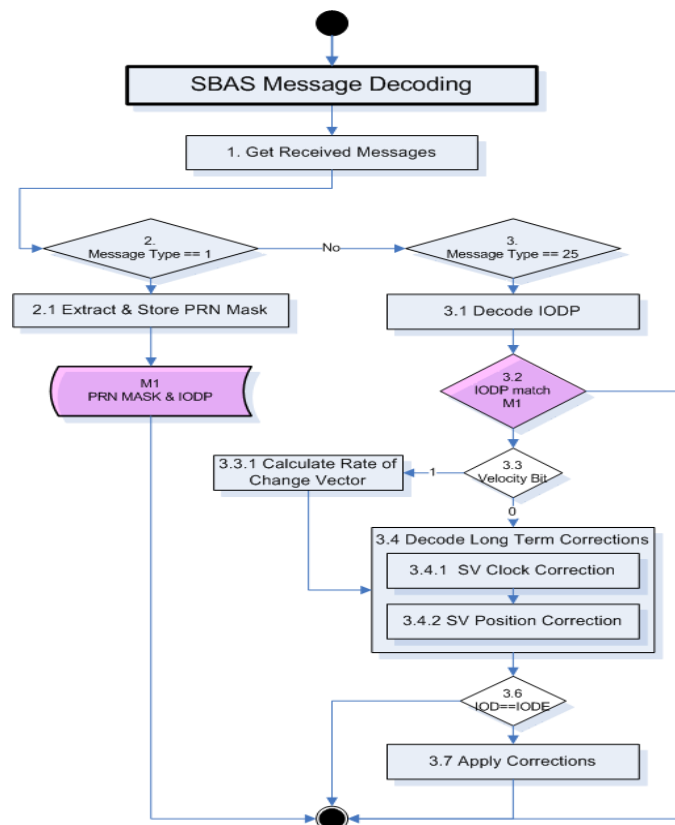 SBAS Message Decoding
1. Get Received Messages
2.
Message Type == 1
No
3.
Message Type == 25
2.1 Extract & Store PRN Mask
3.1 Decode IODP
M1
PRN MASK & IODP
3.2
IODP match
M1
3.3.1 Calculate Rate of
Change Vector
1
3.3
Velocity Bit
0
3.4 Decode Long Term Corrections
3.4.1 SV Clock Correction
3.4.2 SV Position Correction
3.6
IOD==IODE
3.7 Apply Corrections